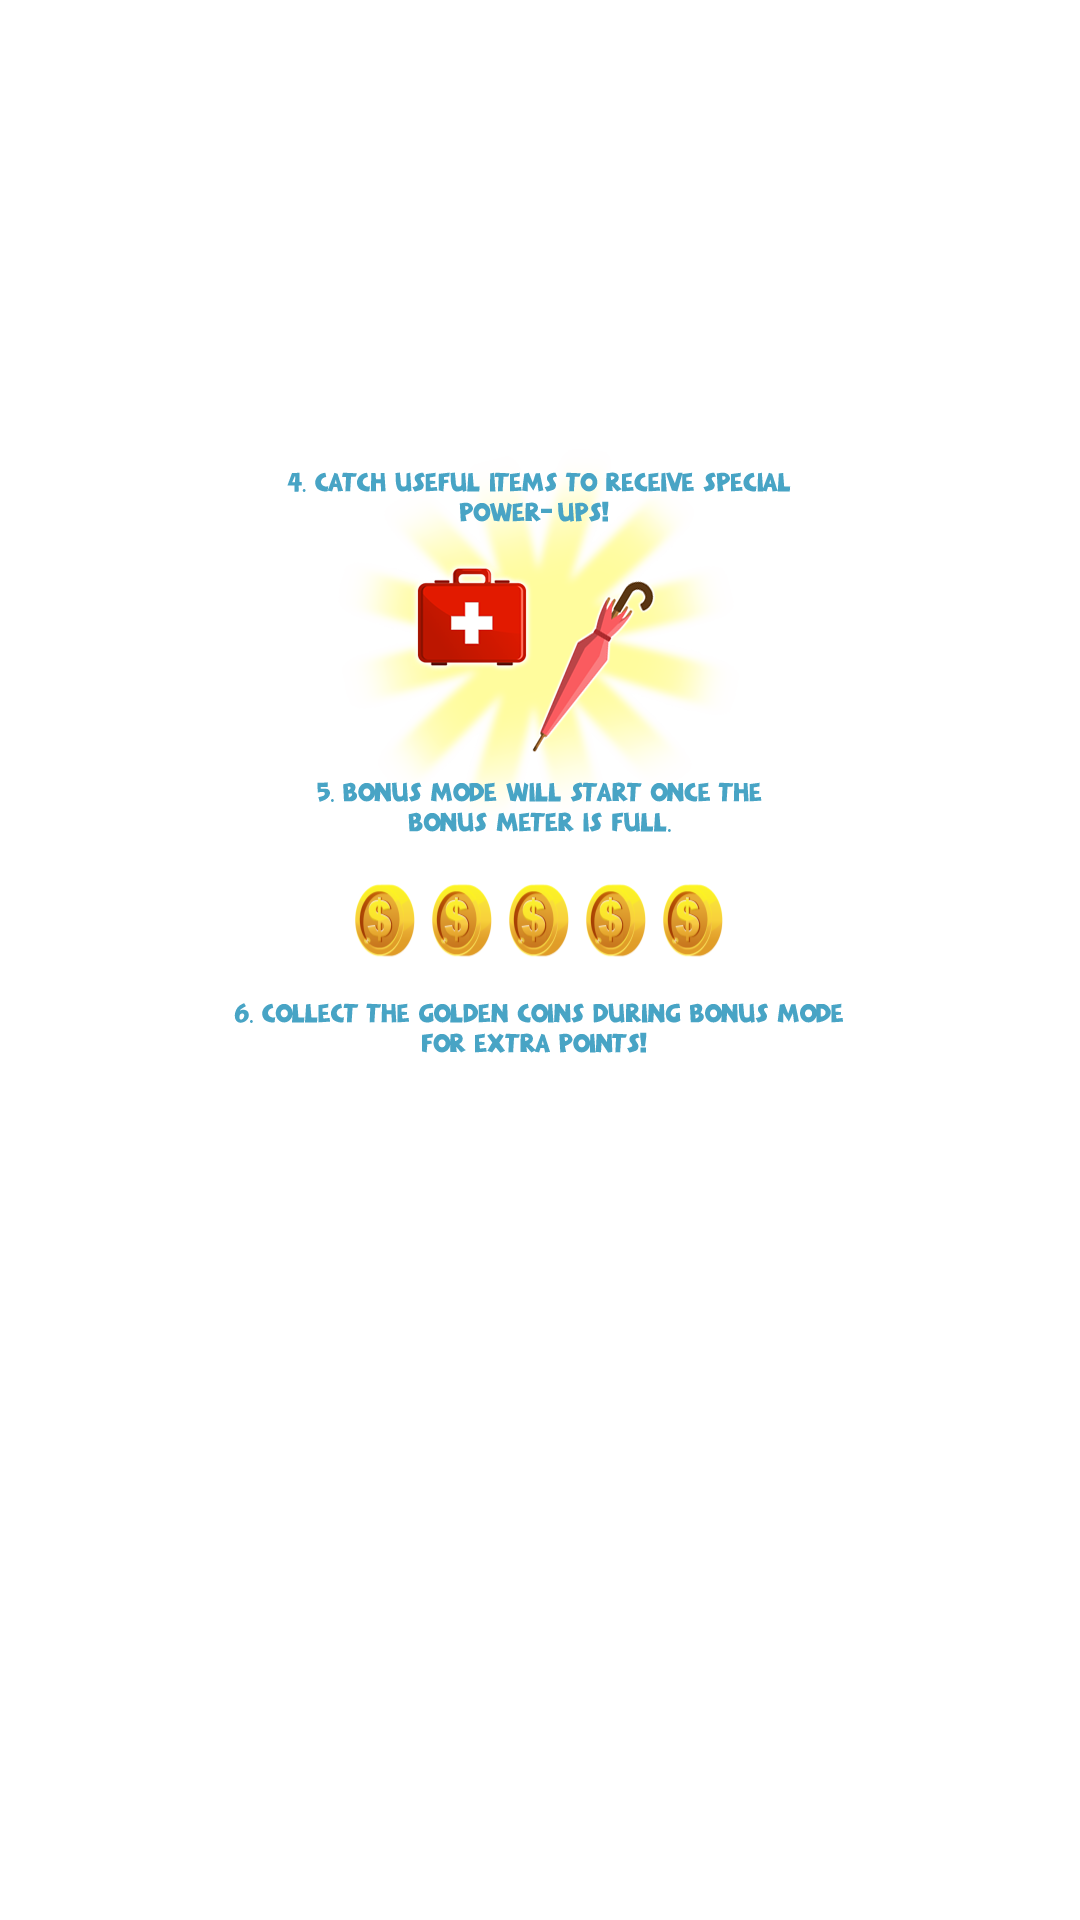 4. CATCH USEFUL ITEMS TO RECEIVE SPECIAL
POWER-UPS!
5. BONUS MODE WILL START ONCE THE
BONUS METER IS FULL.
$ $ $ $ $
6. COLLECT THE GOLDEN COINS DURING BONUS MODE
FOR EXTRA POINTS!